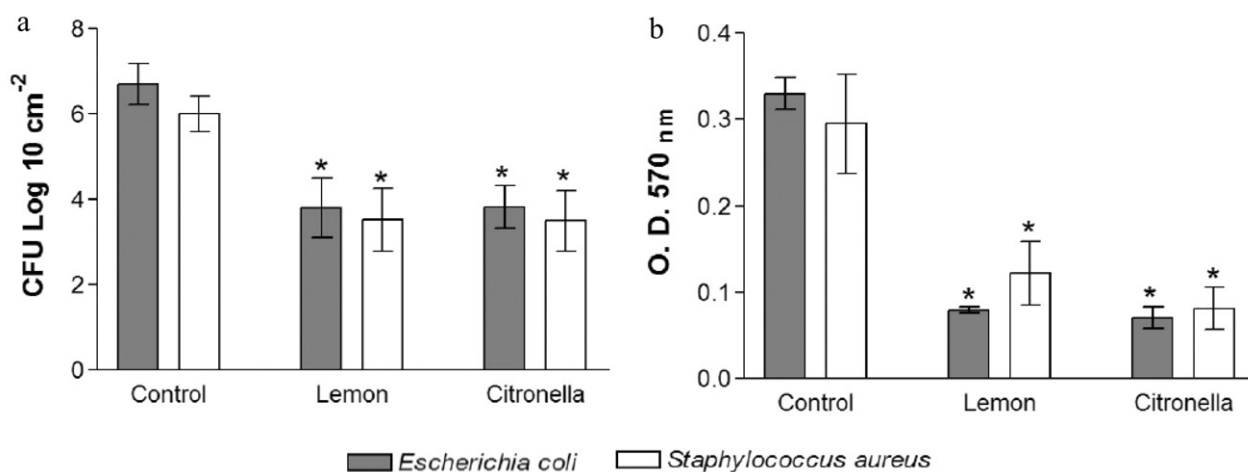 a
CFU Log 10 cm-2
8
6
4
2
0
* * * *
Control Lemon Citronella
b
O. D. 570 nm
0.4
0.3
0.2
0.1
0.0
* * * *
Control Lemon Citronella
Escherichia coli Staphylococcus aureus